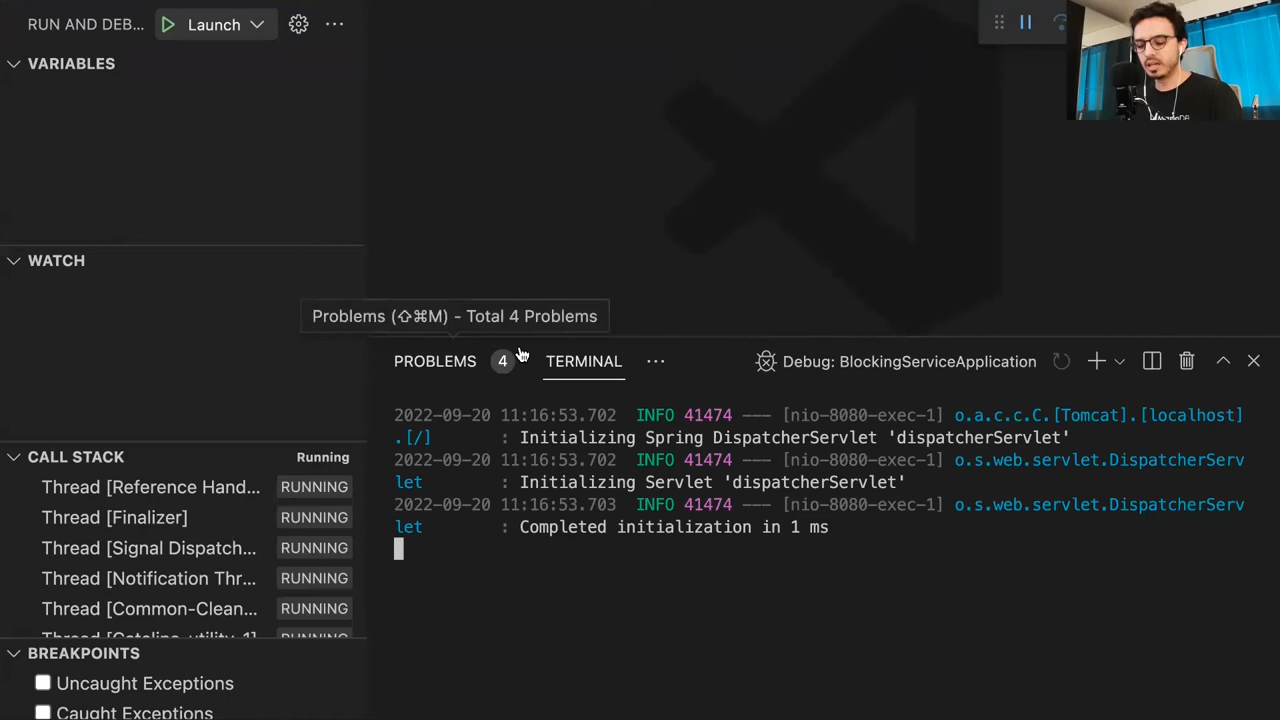 RUN AND DEB... Launch ···
VARIABLES
WATCH
Problems (⇧⌘M) - Total 4 Problems
PROBLEMS 4 TERMINAL ··· Debug: BlockingServiceApplication
2022-09-20 11:16:53.702 INFO 41474 --- [nio-8080-exec-1] o.a.c.c.C.[Tomcat].[localhost]
.[/] : Initializing Spring DispatcherServlet 'dispatcherServlet'
2022-09-20 11:16:53.702 INFO 41474 --- [nio-8080-exec-1] o.s.web.servlet.DispatcherServ
let : Initializing Servlet 'dispatcherServlet'
2022-09-20 11:16:53.703 INFO 41474 --- [nio-8080-exec-1] o.s.web.servlet.DispatcherServ
let : Completed initialization in 1 ms
CALL STACK Running
Thread [Reference Hand... RUNNING
Thread [Finalizer] RUNNING
Thread [Signal Dispatch... RUNNING
Thread [Notification Thr... RUNNING
Thread [Common-Clean... RUNNING
Thread [Catalina-utility-1] RUNNING
BREAKPOINTS
Uncaught Exceptions
Caught Exceptions